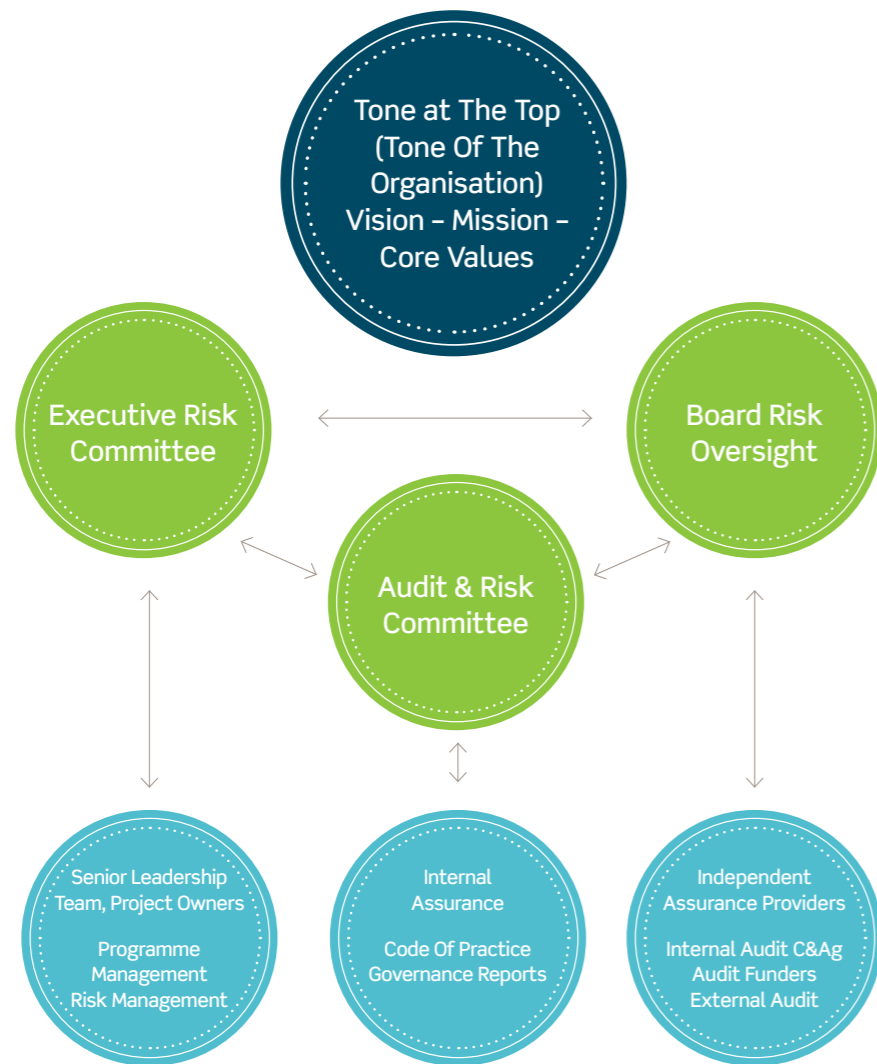 Tone at The Top
(Tone Of The
Organisation)
Vision – Mission –
Core Values
Executive Risk
Committee
Board Risk
Oversight
Audit & Risk
Committee
Senior Leadership
Team, Project Owners
Programme
Management
Risk Management
Internal
Assurance
Code Of Practice
Governance Reports
Independent
Assurance Providers
Internal Audit C&Ag
Audit Funders
External Audit